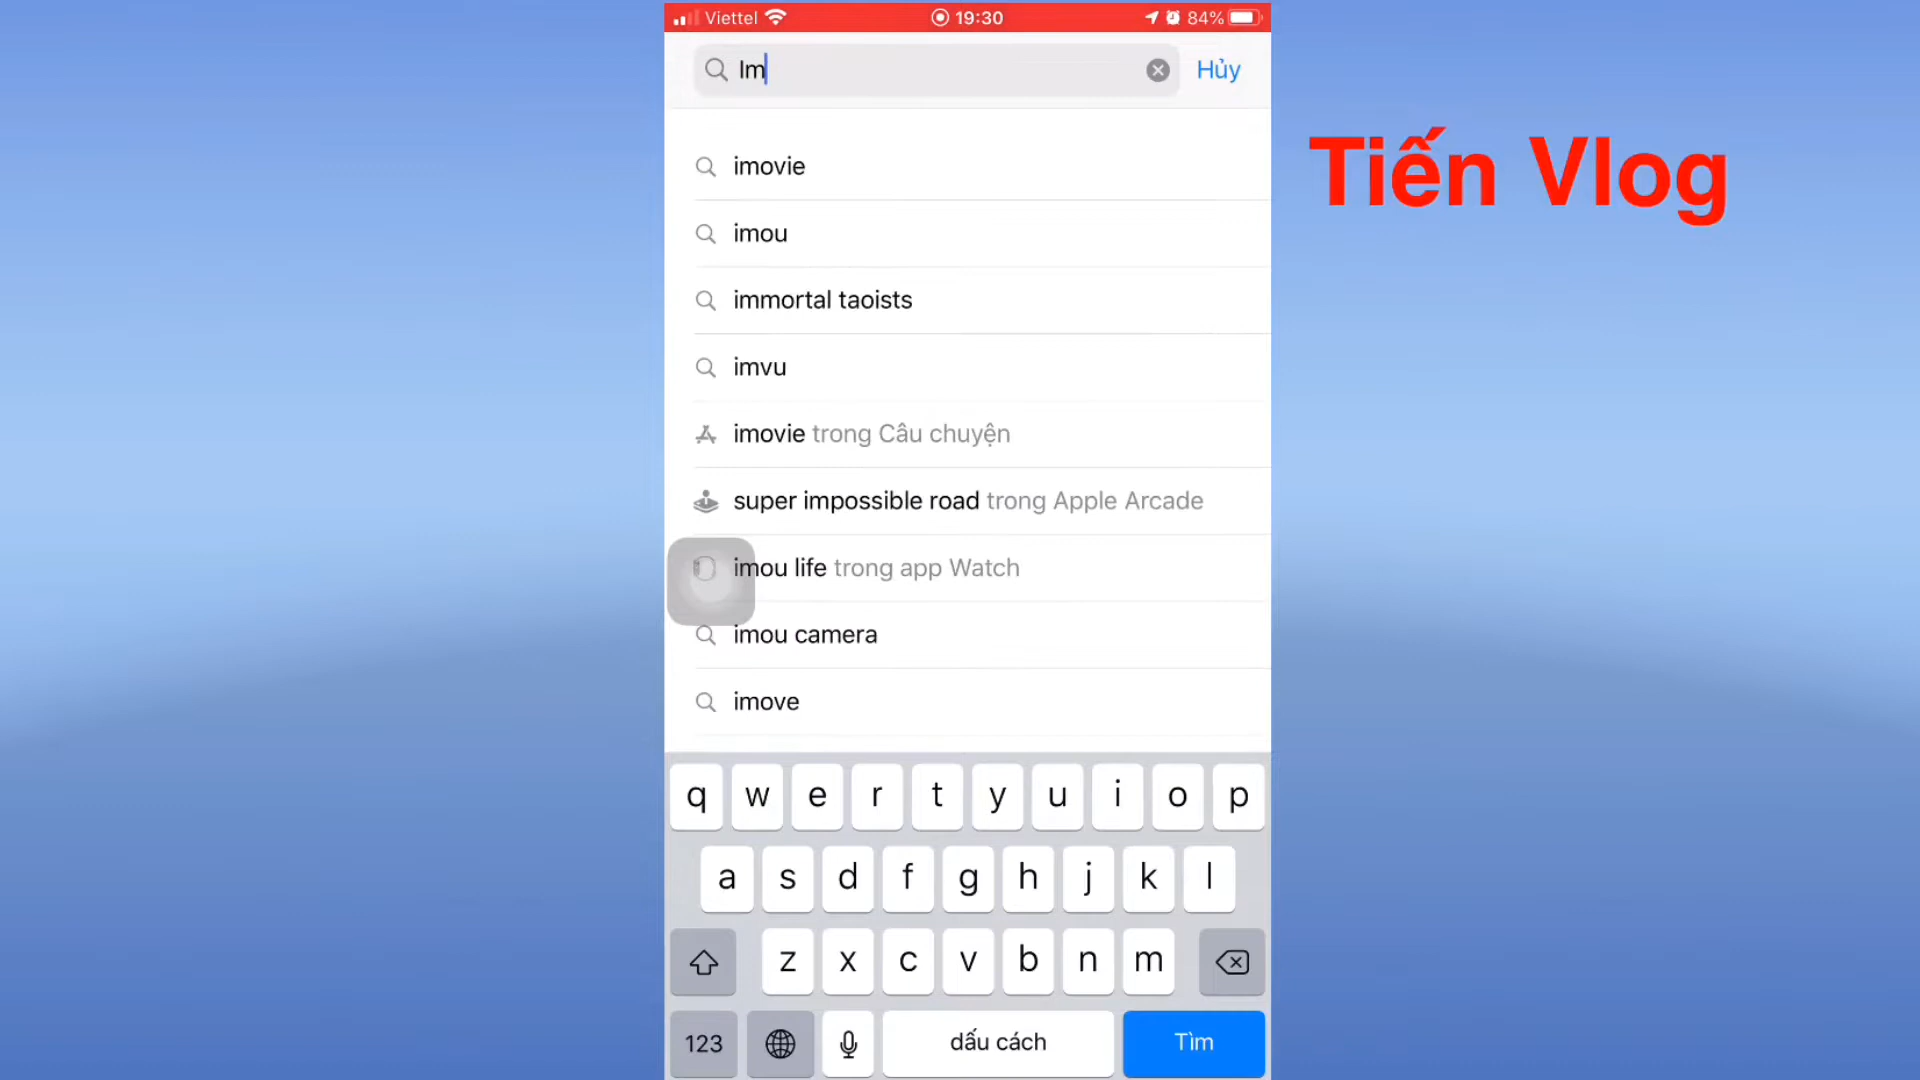 Viettel 19:30 84%
Im Hủy
Tiến Vlog
imovie
imou
immortal taoists
imvu
imovie trong Câu chuyện
super impossible road trong Apple Arcade
imou life trong app Watch
imou camera
imove
q w e r t y u i o p
a s d f g h j k l
z x c v b n m
123 dấu cách Tìm